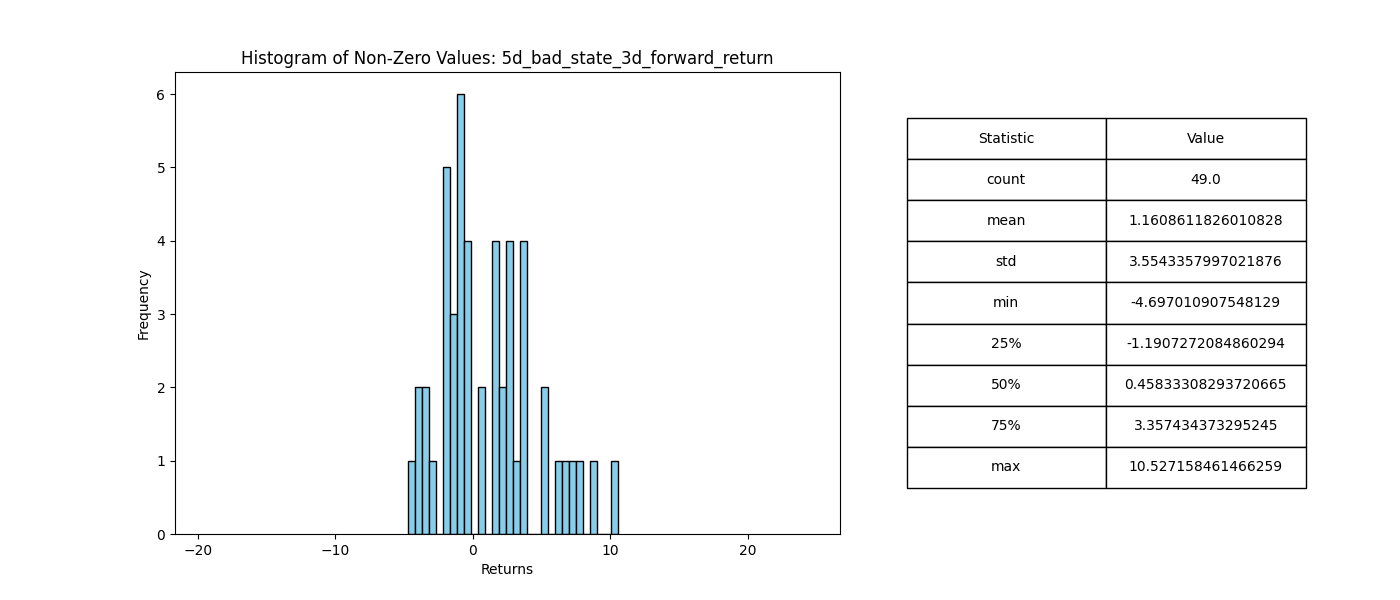 Histogram of Non-Zero Values: 5d_bad_state_3d_forward_return
Frequency
6
5
4
3
2
1
0
−20 −10 0 10 20
Returns
Statistic Value
count 49.0
mean 1.1608611826010828
std 3.5543357997021876
min -4.697010907548129
25% -1.1907272084860294
50% 0.45833308293720665
75% 3.357434373295245
max 10.527158461466259